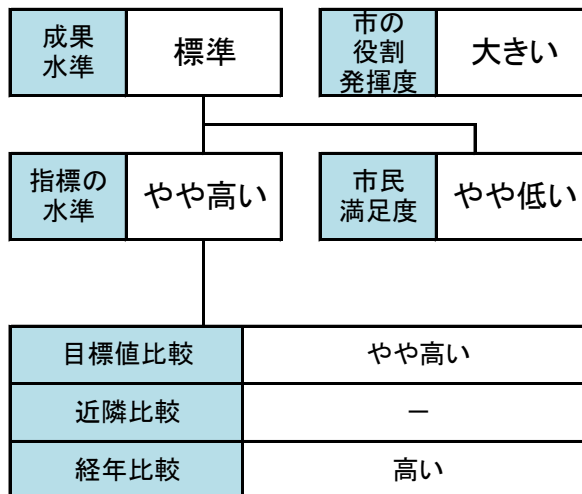 成果
水準
標準
市の
役割
発揮度
大きい
指標の
水準
やや高い
市民
満足度
やや低い
目標値比較
やや高い
近隣比較
－
経年比較
高い